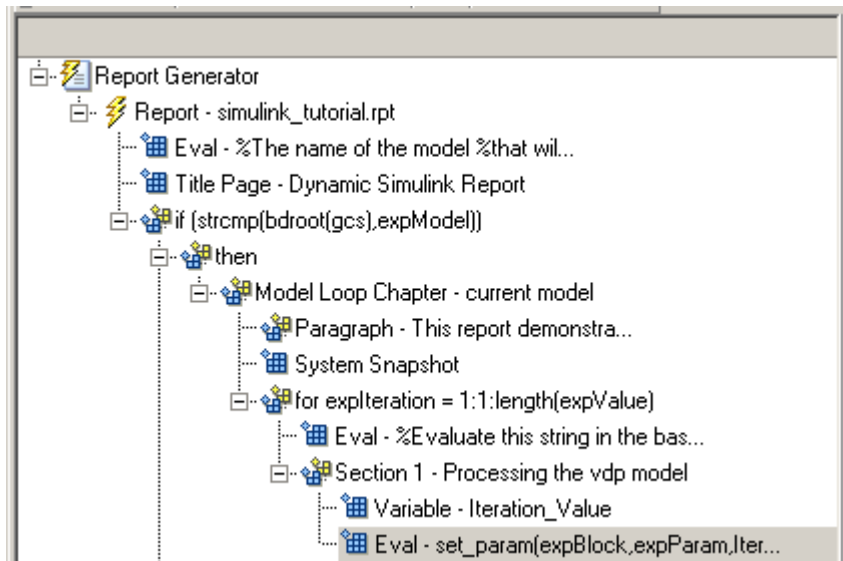 Report Generator
Report - simulink_tutorial.rpt
Eval - %The name of the model %that wil...
Title Page - Dynamic Simulink Report
if (strcmp(bdroot(gcs),expModel))
then
Model Loop Chapter - current model
Paragraph - This report demonstra...
System Snapshot
for expIteration = 1:1:length(expValue)
Eval - %Evaluate this string in the bas...
Section 1 - Processing the vdp model
Variable - Iteration_Value
Eval - set_param(expBlock,expParam,Iter...